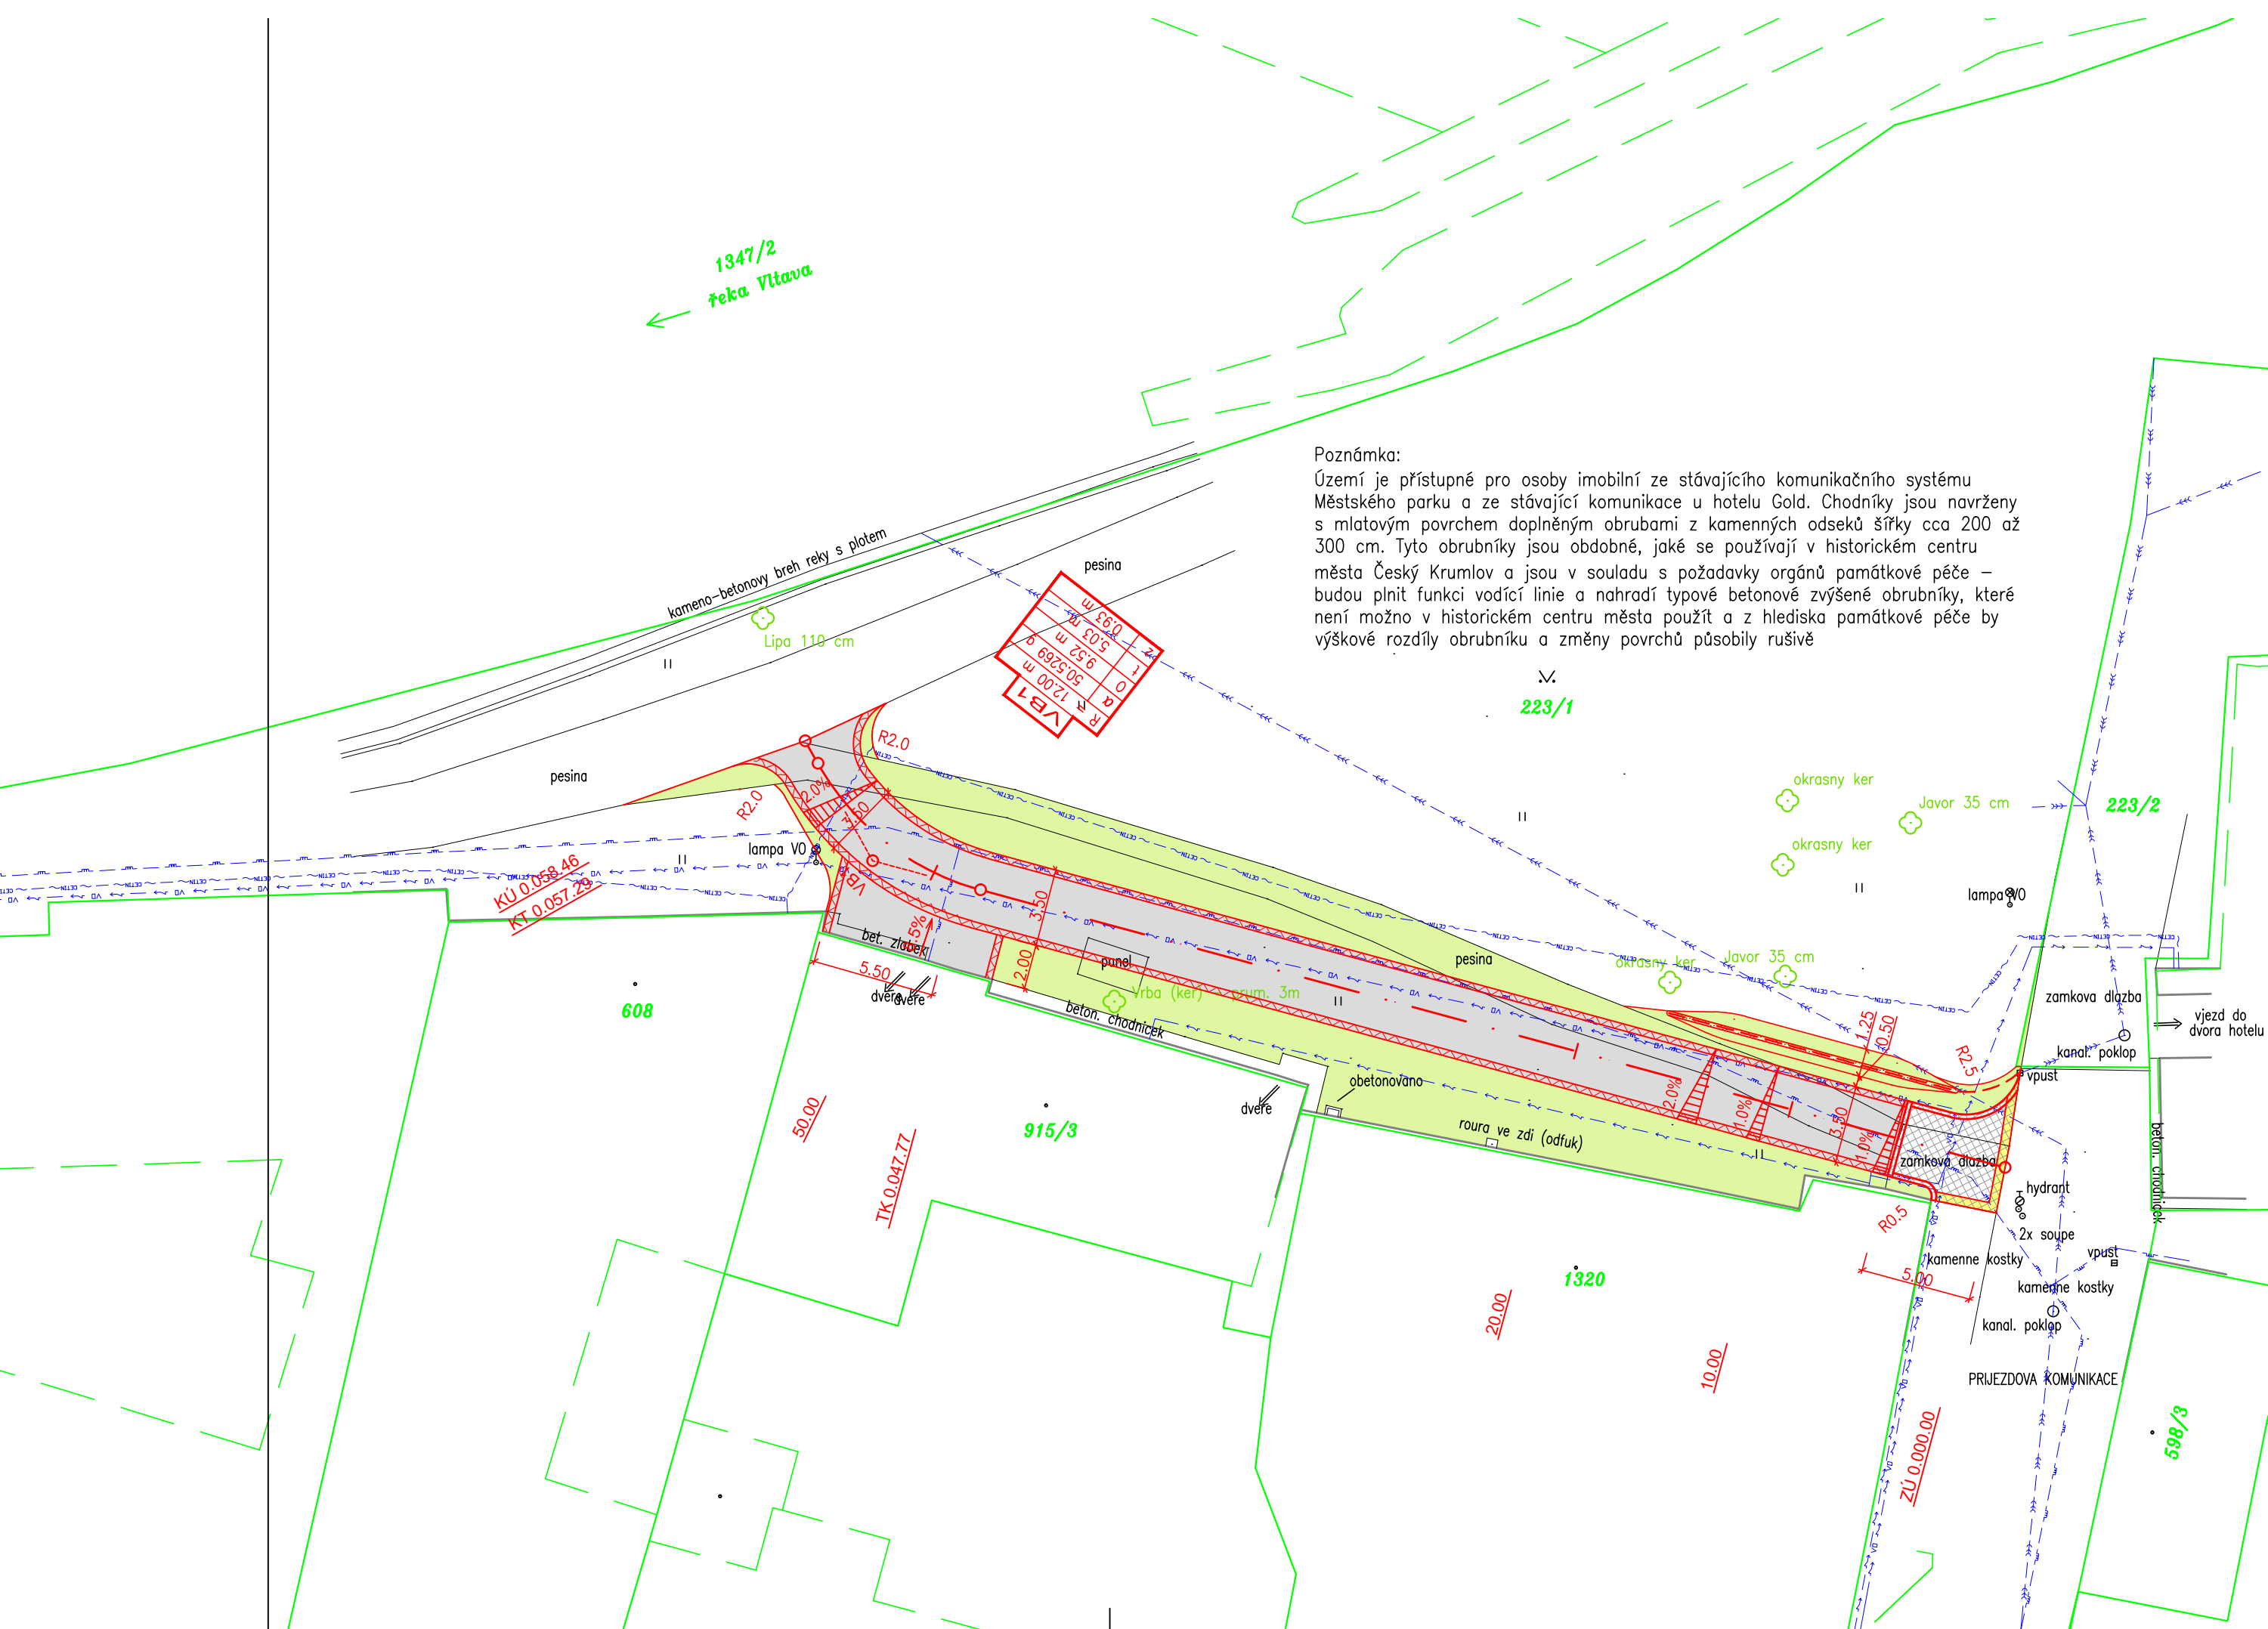 1347/2
řeka Vltava
Poznámka:
Území je přístupné pro osoby imobilní ze stávajícího komunikačního systému
Městského parku a ze stávající komunikace u hotelu Gold. Chodníky jsou navrženy
s mlatovým povrchem doplněným obrubami z kamenných odseků šířky cca 200 až
300 cm. Tyto obrubníky jsou obdobné, jaké se používají v historickém centru
města Český Krumlov a jsou v souladu s požadavky orgánů památkové péče –
budou plnit funkci vodící linie a nahradí typové betonové zvýšené obrubníky, které
není možno v historickém centru města použít a z hlediska památkové péče by
výškové rozdíly obrubníku a změny povrchů působily rušivě
kameno-betonovy breh reky s plotem
pesina
Lipa 110 cm
VB1
R 12.00 m
α 50.5269 g
O 9.52 m
t 5.03 m
z 0.93 m
223/1
R2.0
pesina
R2.0
2.0%
3.50
okrasny ker
Javor 35 cm
223/2
okrasny ker
lampa VO
KÚ 0.058.46
KT 0.057.29
VB1
3.50
lampa VO
bet. zlabek
5.50
2.00
panel
pesina
okrasny ker
Javor 35 cm
Vrba (ker) - prum. 3m
dvere
dvere
beton. chodnicek
zamkova dlazba
vjezd do
dvora hotelu
608
1.25
0.50
R2.5
kanal. poklop
vpust
obetonovano
2.0%
1.0%
3.50
1.0%
dvere
50.00
915/3
roura ve zdi (odfuk)
zamkova dlazba
beton. chodnicek
TK 0.047.77
hydrant
R0.5
2x soupe
vpust
kamenne kostky
5.00
kamenne kostky
1320
20.00
kanal. poklop
10.00
PRIJEZDOVA KOMUNIKACE
ZÚ 0.000.00
598/3